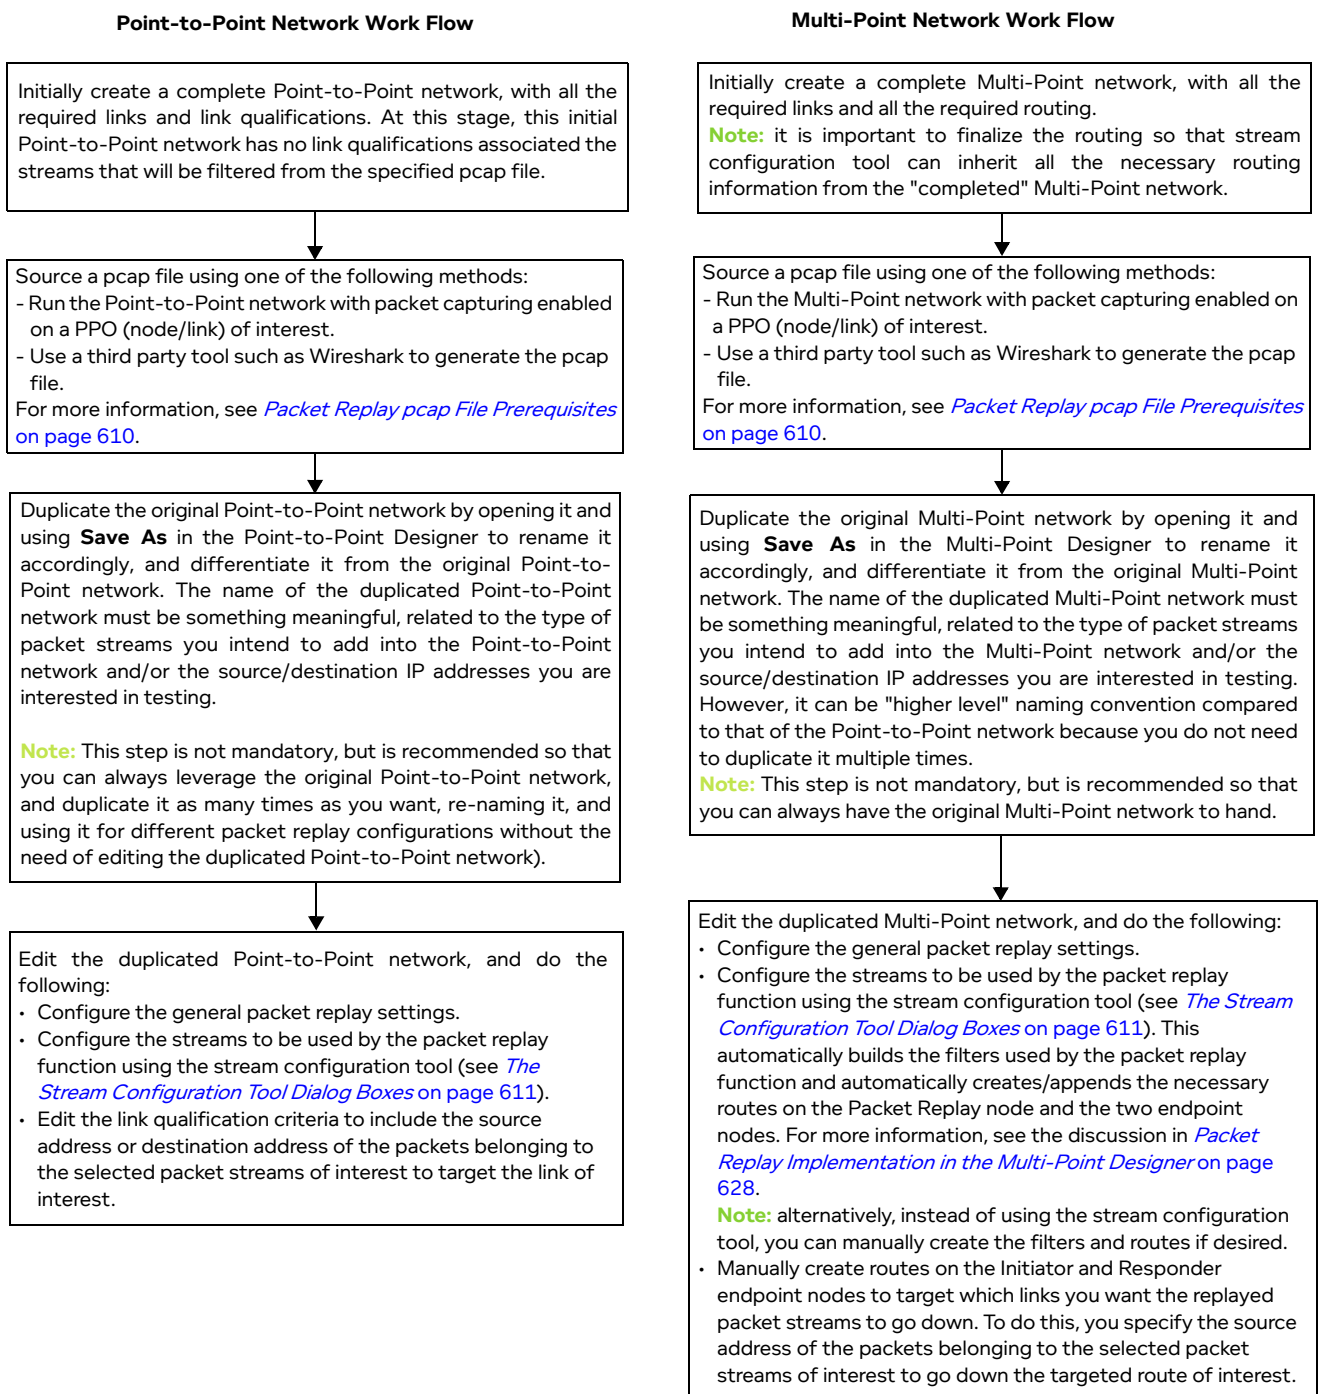 Point-to-Point Network Work Flow
Initially create a complete Point-to-Point network, with all the
required links and link qualifications. At this stage, this initial
Point-to-Point network has no link qualifications associated the
streams that will be filtered from the specified pcap file.
Source a pcap file using one of the following methods:
- Run the Point-to-Point network with packet capturing enabled
on a PPO (node/link) of interest.
- Use a third party tool such as Wireshark to generate the pcap
file.
For more information, see Packet Replay pcap File Prerequisites
on page 610.
Duplicate the original Point-to-Point network by opening it and
using Save As in the Point-to-Point Designer to rename it
accordingly, and differentiate it from the original Point-to-
Point network. The name of the duplicated Point-to-Point
network must be something meaningful, related to the type of
packet streams you intend to add into the Point-to-Point
network and/or the source/destination IP addresses you are
interested in testing.
Note: This step is not mandatory, but is recommended so that
you can always leverage the original Point-to-Point network,
and duplicate it as many times as you want, re-naming it, and
using it for different packet replay configurations without the
need of editing the duplicated Point-to-Point network).
Edit the duplicated Point-to-Point network, and do the
following:
• Configure the general packet replay settings.
• Configure the streams to be used by the packet replay
function using the stream configuration tool (see The
Stream Configuration Tool Dialog Boxes on page 611).
• Edit the link qualification criteria to include the source
address or destination address of the packets belonging to
the selected packet streams of interest to target the link of
interest.
Multi-Point Network Work Flow
Initially create a complete Multi-Point network, with all the
required links and all the required routing.
Note: it is important to finalize the routing so that stream
configuration tool can inherit all the necessary routing
information from the "completed" Multi-Point network.
Source a pcap file using one of the following methods:
- Run the Multi-Point network with packet capturing enabled on
a PPO (node/link) of interest.
- Use a third party tool such as Wireshark to generate the pcap
file.
For more information, see Packet Replay pcap File Prerequisites
on page 610.
Duplicate the original Multi-Point network by opening it and
using Save As in the Multi-Point Designer to rename it
accordingly, and differentiate it from the original Multi-Point
network. The name of the duplicated Multi-Point network must
be something meaningful, related to the type of packet streams
you intend to add into the Multi-Point network and/or the
source/destination IP addresses you are interested in testing.
However, it can be "higher level" naming convention compared
to that of the Point-to-Point network because you do not need
to duplicate it multiple times.
Note: This step is not mandatory, but is recommended so that
you can always have the original Multi-Point network to hand.
Edit the duplicated Multi-Point network, and do the following:
• Configure the general packet replay settings.
• Configure the streams to be used by the packet replay
function using the stream configuration tool (see The Stream
Configuration Tool Dialog Boxes on page 611). This
automatically builds the filters used by the packet replay
function and automatically creates/appends the necessary
routes on the Packet Replay node and the two endpoint
nodes. For more information, see the discussion in Packet
Replay Implementation in the Multi-Point Designer on page
628.
Note: alternatively, instead of using the stream configuration
tool, you can manually create the filters and routes if desired.
• Manually create routes on the Initiator and Responder
endpoint nodes to target which links you want the replayed
packet streams to go down. To do this, you specify the source
address of the packets belonging to the selected packet
streams of interest to go down the targeted route of interest.